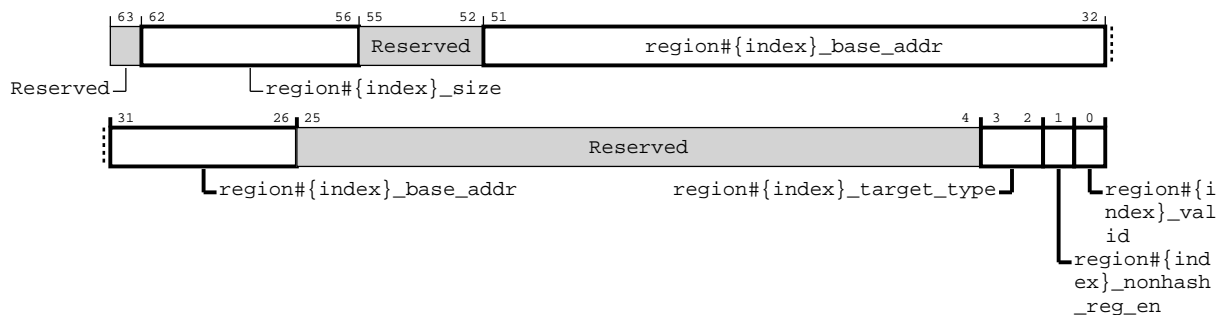 63 62 56 55 52 51 32
Reserved region#{index}_base_addr
Reserved region#{index}_size
31 26 25 4 3 2 1 0
Reserved
region#{index}_base_addr region#{index}_target_type region#{i
ndex}_val
id
region#{ind
ex}_nonhash
_reg_en